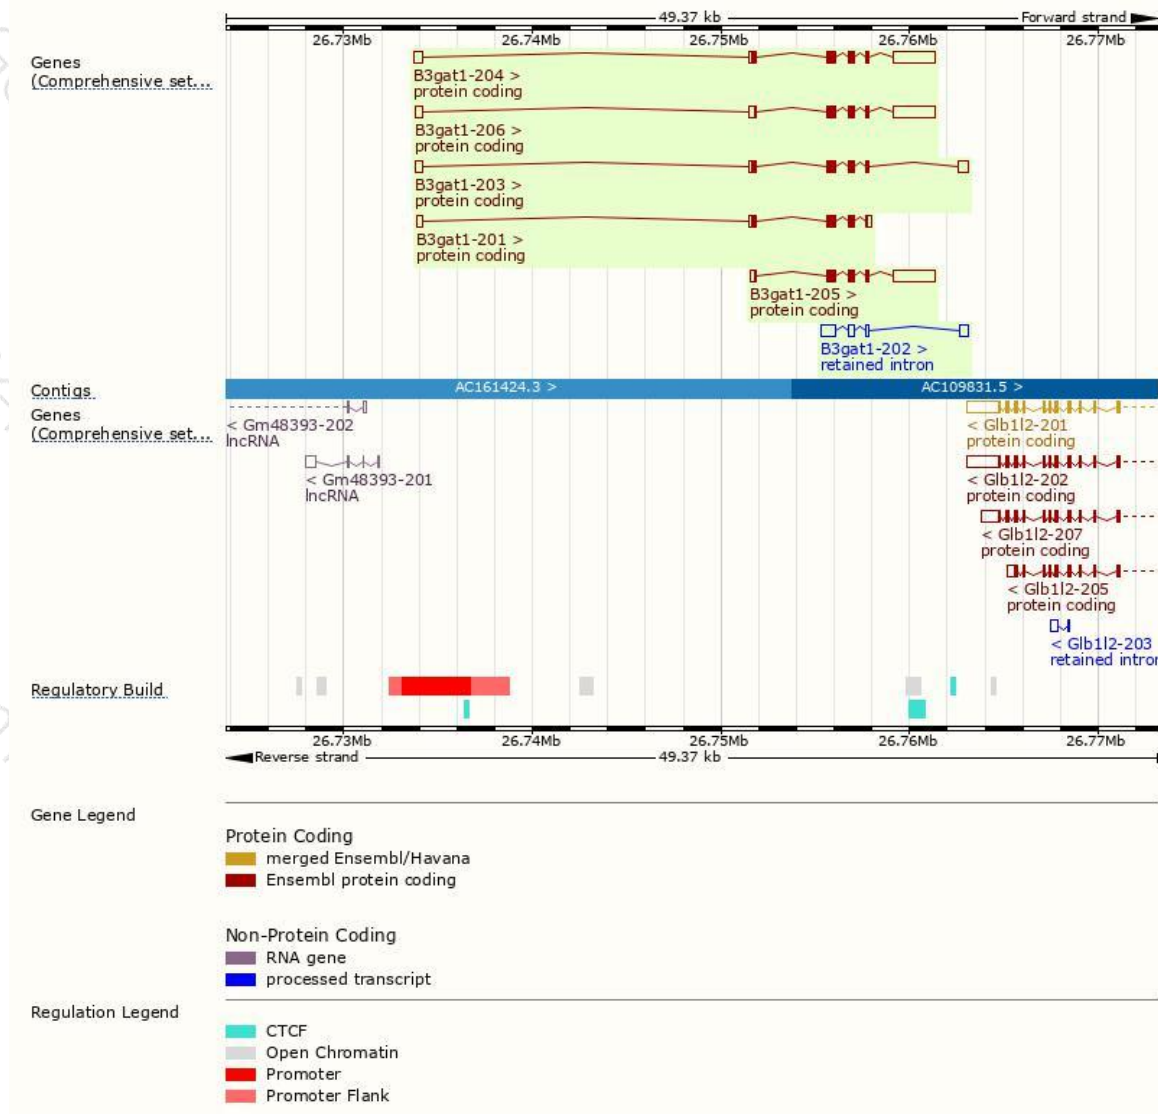 49.37 kb Forward strand
26.73Mb 26.74Mb 26.75Mb 26.76Mb 26.77Mb
Genes
(Comprehensive set...
B3gat1-204 >
protein coding
B3gat1-206 >
protein coding
B3gat1-203 >
protein coding
B3gat1-201 >
protein coding
B3gat1-205 >
protein coding
B3gat1-202 >
retained intron
Contigs
AC161424.3 > AC109831.5 >
Genes
(Comprehensive set...
< Gm48393-202
lncRNA
< Gm48393-201
lncRNA
< Glb1l2-201
protein coding
< Glb1l2-202
protein coding
< Glb1l2-207
protein coding
< Glb1l2-205
protein coding
< Glb1l2-203
retained intron
Regulatory Build
26.73Mb 26.74Mb 26.75Mb 26.76Mb 26.77Mb
Reverse strand 49.37 kb
Gene Legend
Protein Coding
merged Ensembl/Havana
Ensembl protein coding
Non-Protein Coding
RNA gene
processed transcript
Regulation Legend
CTCF
Open Chromatin
Promoter
Promoter Flank